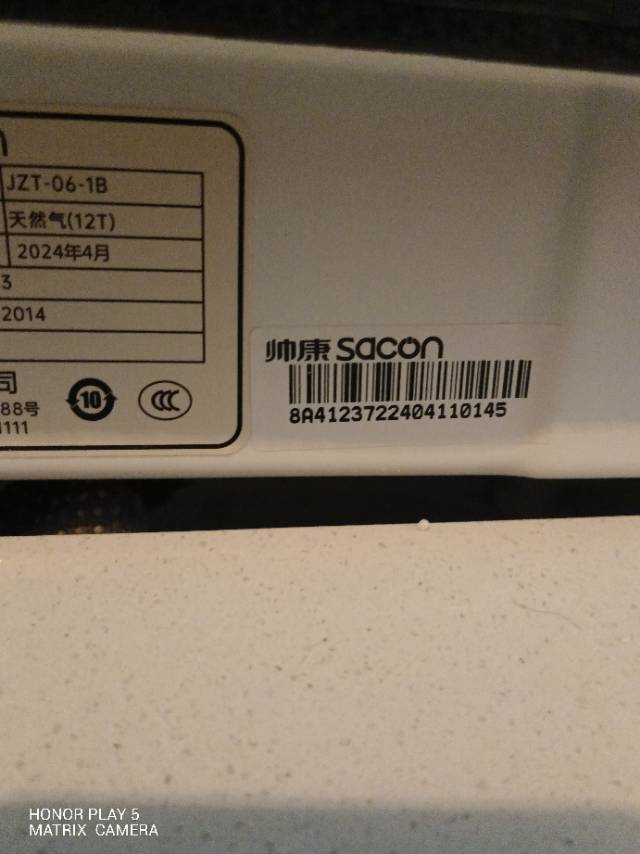 JZT-06-1B
天然气(12T)
2024年4月
3
2014
司
88号
1111
10
CCC
帅康 sacon
8A4123722404110145
HONOR PLAY 5
MATRIX CAMERA